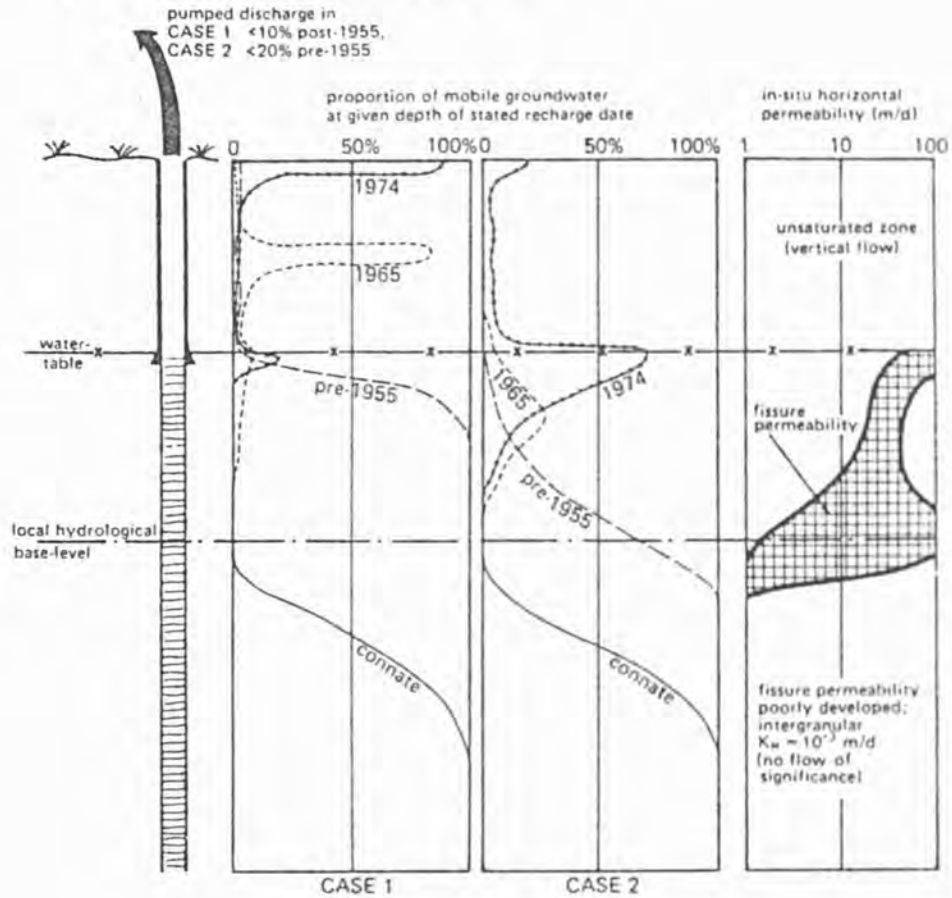 pumped discharge in
CASE 1 <10% post-1955,
CASE 2 <20% pre-1955
proportion of mobile groundwater
at given depth of stated recharge date
in-situ horizontal
permeability (m/d)
0 50% 100%
0 50% 100%
1 10 100
1974
1965
unsaturated zone
(vertical flow)
water-
table
pre-1955
1965
1974
fissure
permeability
pre-1955
local hydrological
base-level
connate
connate
fissure permeability
poorly developed;
intergranular
K_H ~ 10⁻³ m/d
(no flow of
significance)
CASE 1
CASE 2